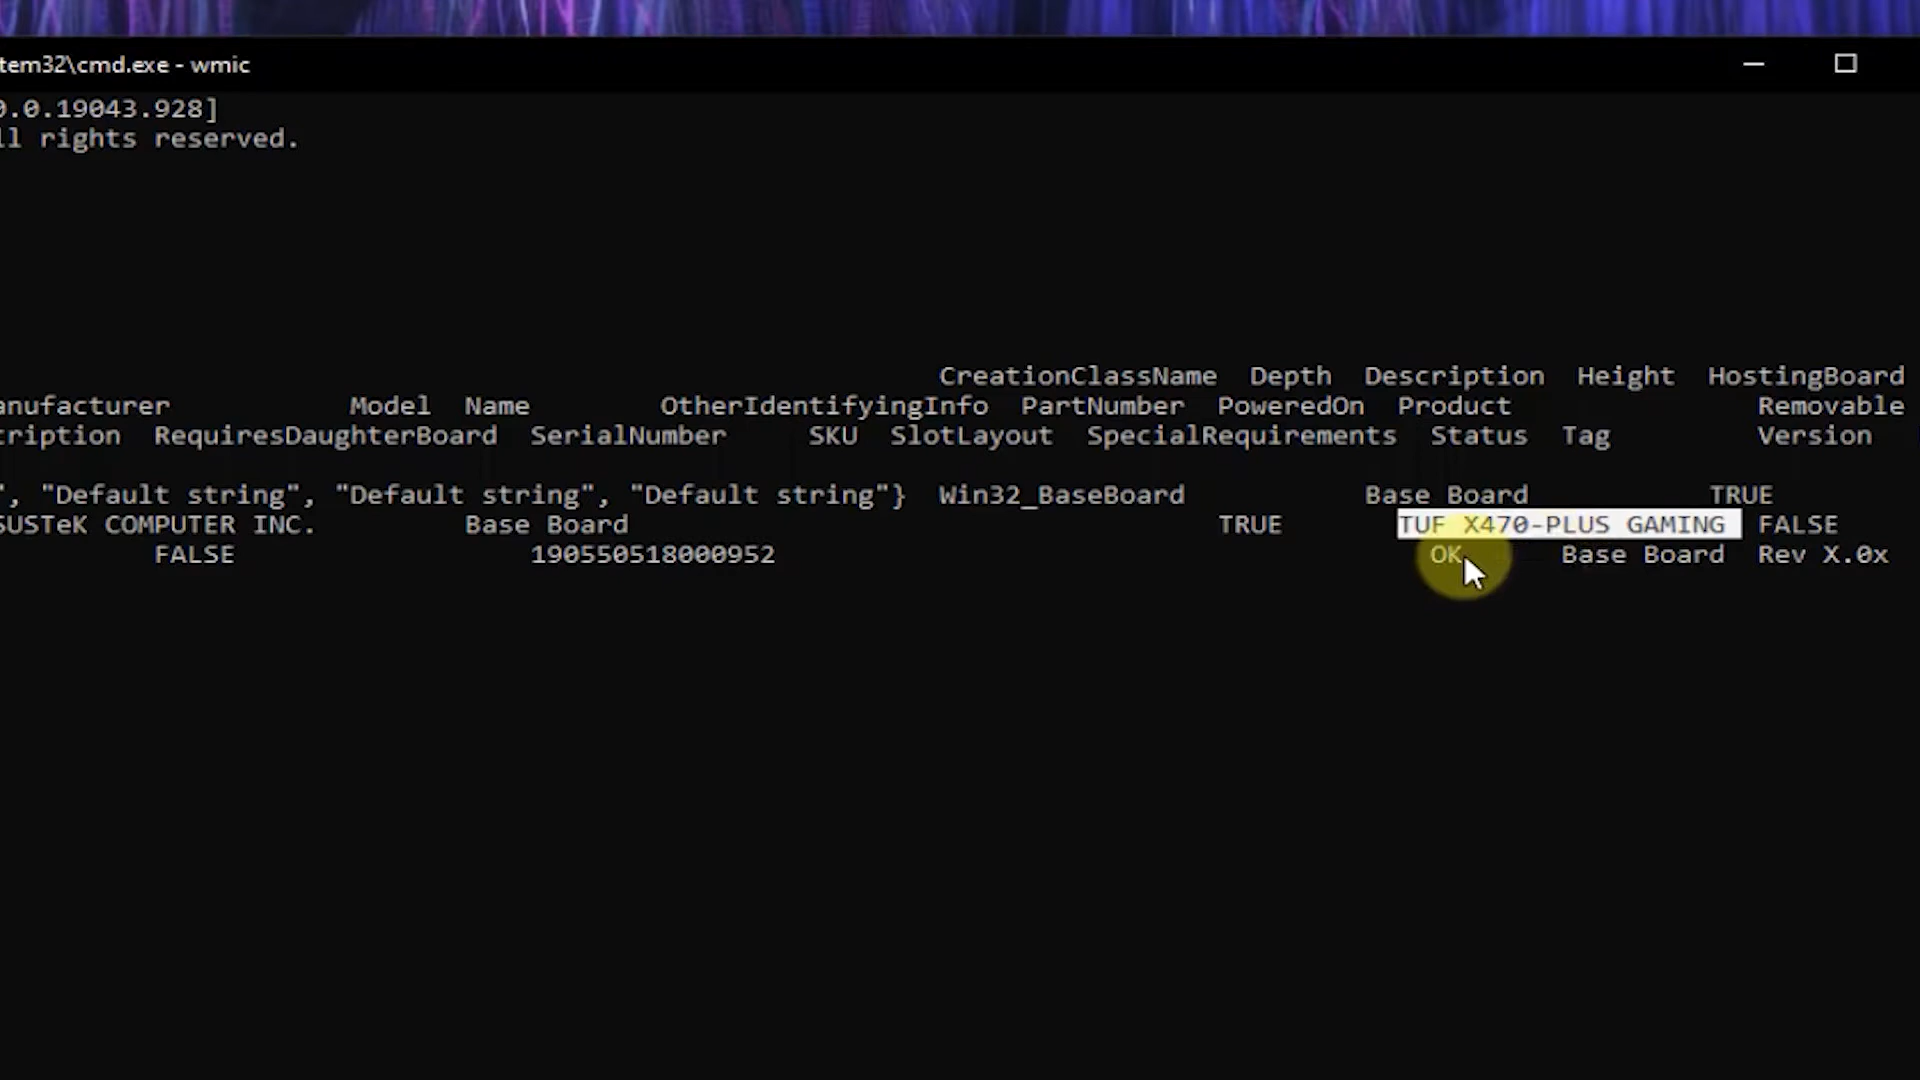 tem32\cmd.exe - wmic
0.0.19043.928]
ll rights reserved.
CreationClassName Depth Description Height HostingBoard
anufacturer Model Name OtherIdentifyingInfo PartNumber PoweredOn Product Removable
cription RequiresDaughterBoard SerialNumber SKU SlotLayout SpecialRequirements Status Tag Version
", "Default string", "Default string", "Default string"} Win32_BaseBoard Base Board TRUE
SUSTeK COMPUTER INC. Base Board TRUE TUF X470-PLUS GAMING FALSE
FALSE 190550518000952 OK Base Board Rev X.0x